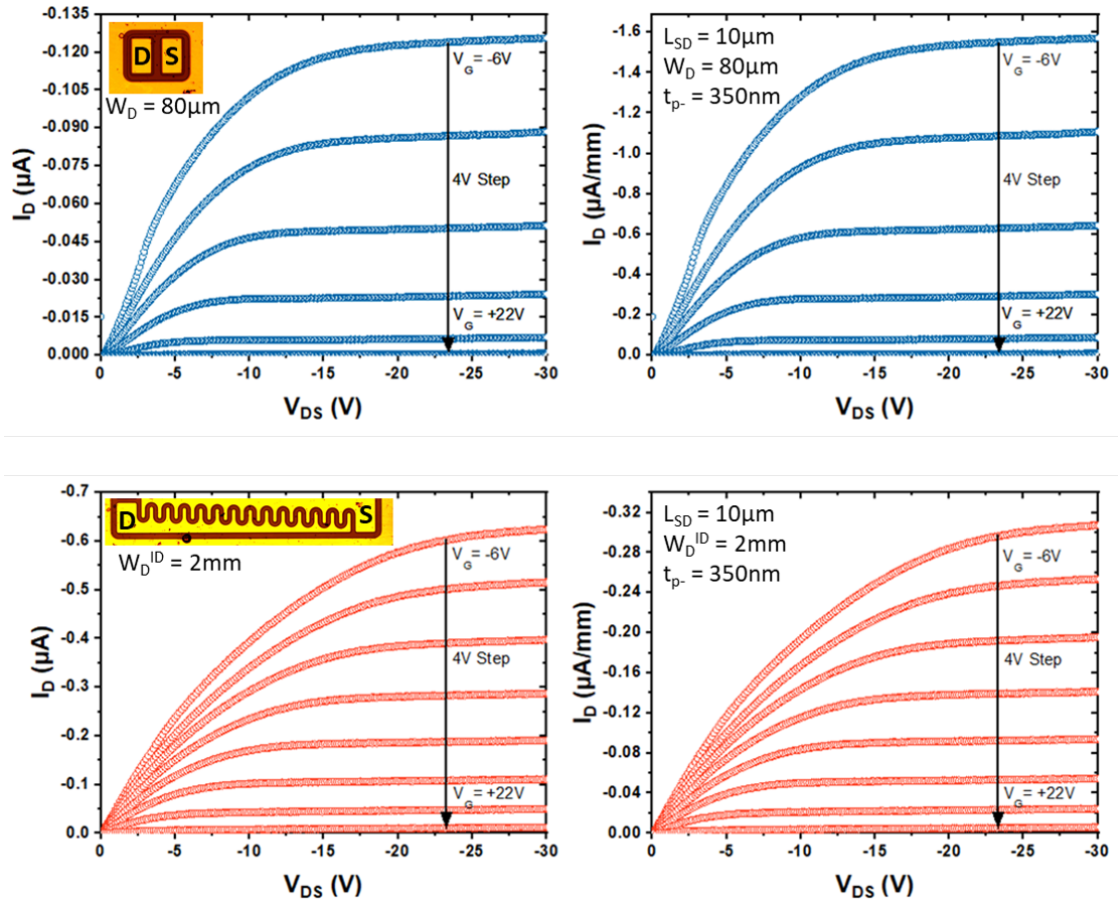 -0.135
-0.120
-0.105
-0.090
-0.075
-0.060
-0.045
-0.030
-0.015
0.000
I_D (µA)
D S
W_D = 80µm
V_G = -6V
4V Step
V_G = +22V
0 -5 -10 -15 -20 -25 -30
V_DS (V)
-1.6
-1.4
-1.2
-1.0
-0.8
-0.6
-0.4
-0.2
0.0
I_D (µA/mm)
L_SD = 10µm
W_D = 80µm
t_p- = 350nm
V_G = -6V
4V Step
V_G = +22V
0 -5 -10 -15 -20 -25 -30
V_DS (V)
-0.7
-0.6
-0.5
-0.4
-0.3
-0.2
-0.1
0.0
I_D (µA)
D S
W_D^ID = 2mm
V_G = -6V
4V Step
V_G = +22V
0 -5 -10 -15 -20 -25 -30
V_DS (V)
-0.32
-0.28
-0.24
-0.20
-0.16
-0.12
-0.08
-0.04
0.00
I_D (µA/mm)
L_SD = 10µm
W_D^ID = 2mm
t_p- = 350nm
V_G = -6V
4V Step
V_G = +22V
0 -5 -10 -15 -20 -25 -30
V_DS (V)